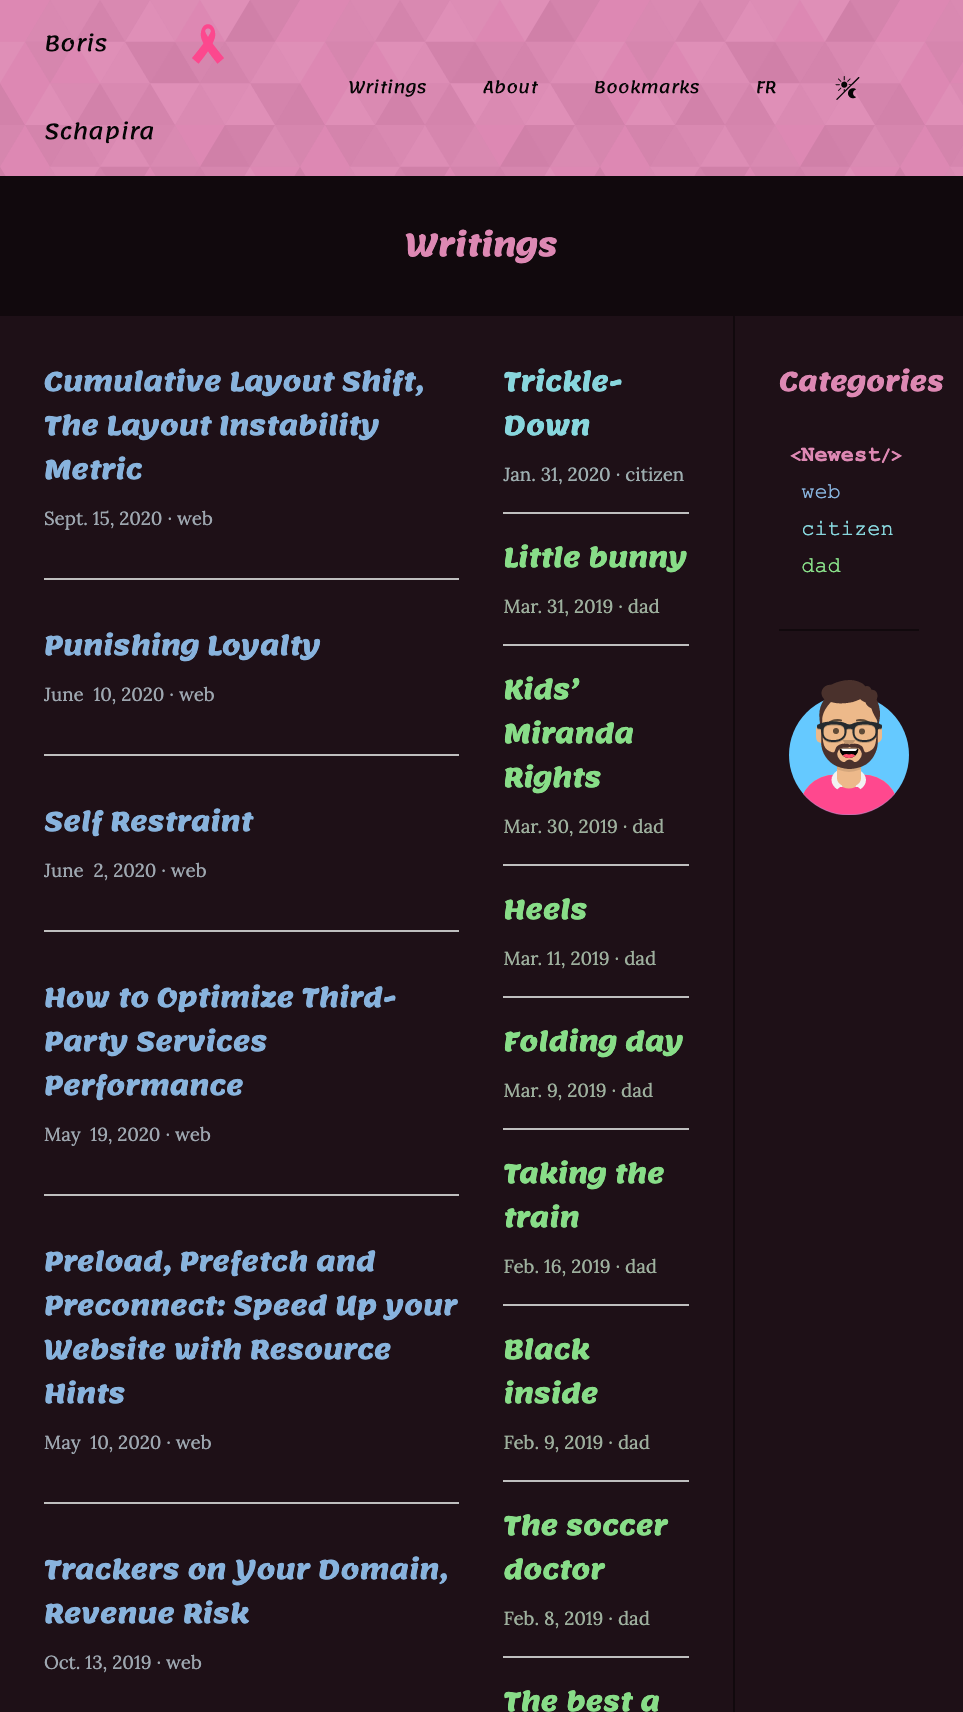 Boris
Schapira
Writings
About
Bookmarks
FR
Writings
Cumulative Layout Shift,
The Layout Instability
Metric
Sept. 15, 2020 · web
Punishing Loyalty
June  10, 2020 · web
Self Restraint
June  2, 2020 · web
How to Optimize Third-
Party Services
Performance
May  19, 2020 · web
Preload, Prefetch and
Preconnect: Speed Up your
Website with Resource
Hints
May  10, 2020 · web
Trackers on Your Domain,
Revenue Risk
Oct. 13, 2019 · web
Trickle-
Down
Jan. 31, 2020 · citizen
Little bunny
Mar. 31, 2019 · dad
Kids’
Miranda
Rights
Mar. 30, 2019 · dad
Heels
Mar. 11, 2019 · dad
Folding day
Mar. 9, 2019 · dad
Taking the
train
Feb. 16, 2019 · dad
Black
inside
Feb. 9, 2019 · dad
The soccer
doctor
Feb. 8, 2019 · dad
The best a
Categories
<Newest/>
web
citizen
dad